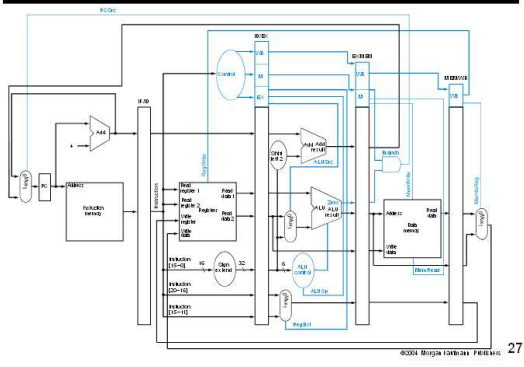 PCSrc
ID/EX
EX/MEM
MEM/WB
IF/ID
Control
WB
M
EX
WB
M
WB
Add
4
RegWrite
Shift
left 2
Add Add
result
ALUSrc
Branch
MemWrite
MemtoReg
PC
Address
Instruction
memory
Instruction
Read
register 1
Read
register 2
Write
register
Write
data
Registers
Read
data 1
Read
data 2
Zero
ALU ALU
result
Address
Read
data
Data
memory
Write
data
Instruction
[15–0]
16
Sign
extend
32
6
ALU
control
MemRead
Instruction
[20–16]
ALUOp
Instruction
[15–11]
RegDst
©2004 Morgan Kaufmann Publishers
27